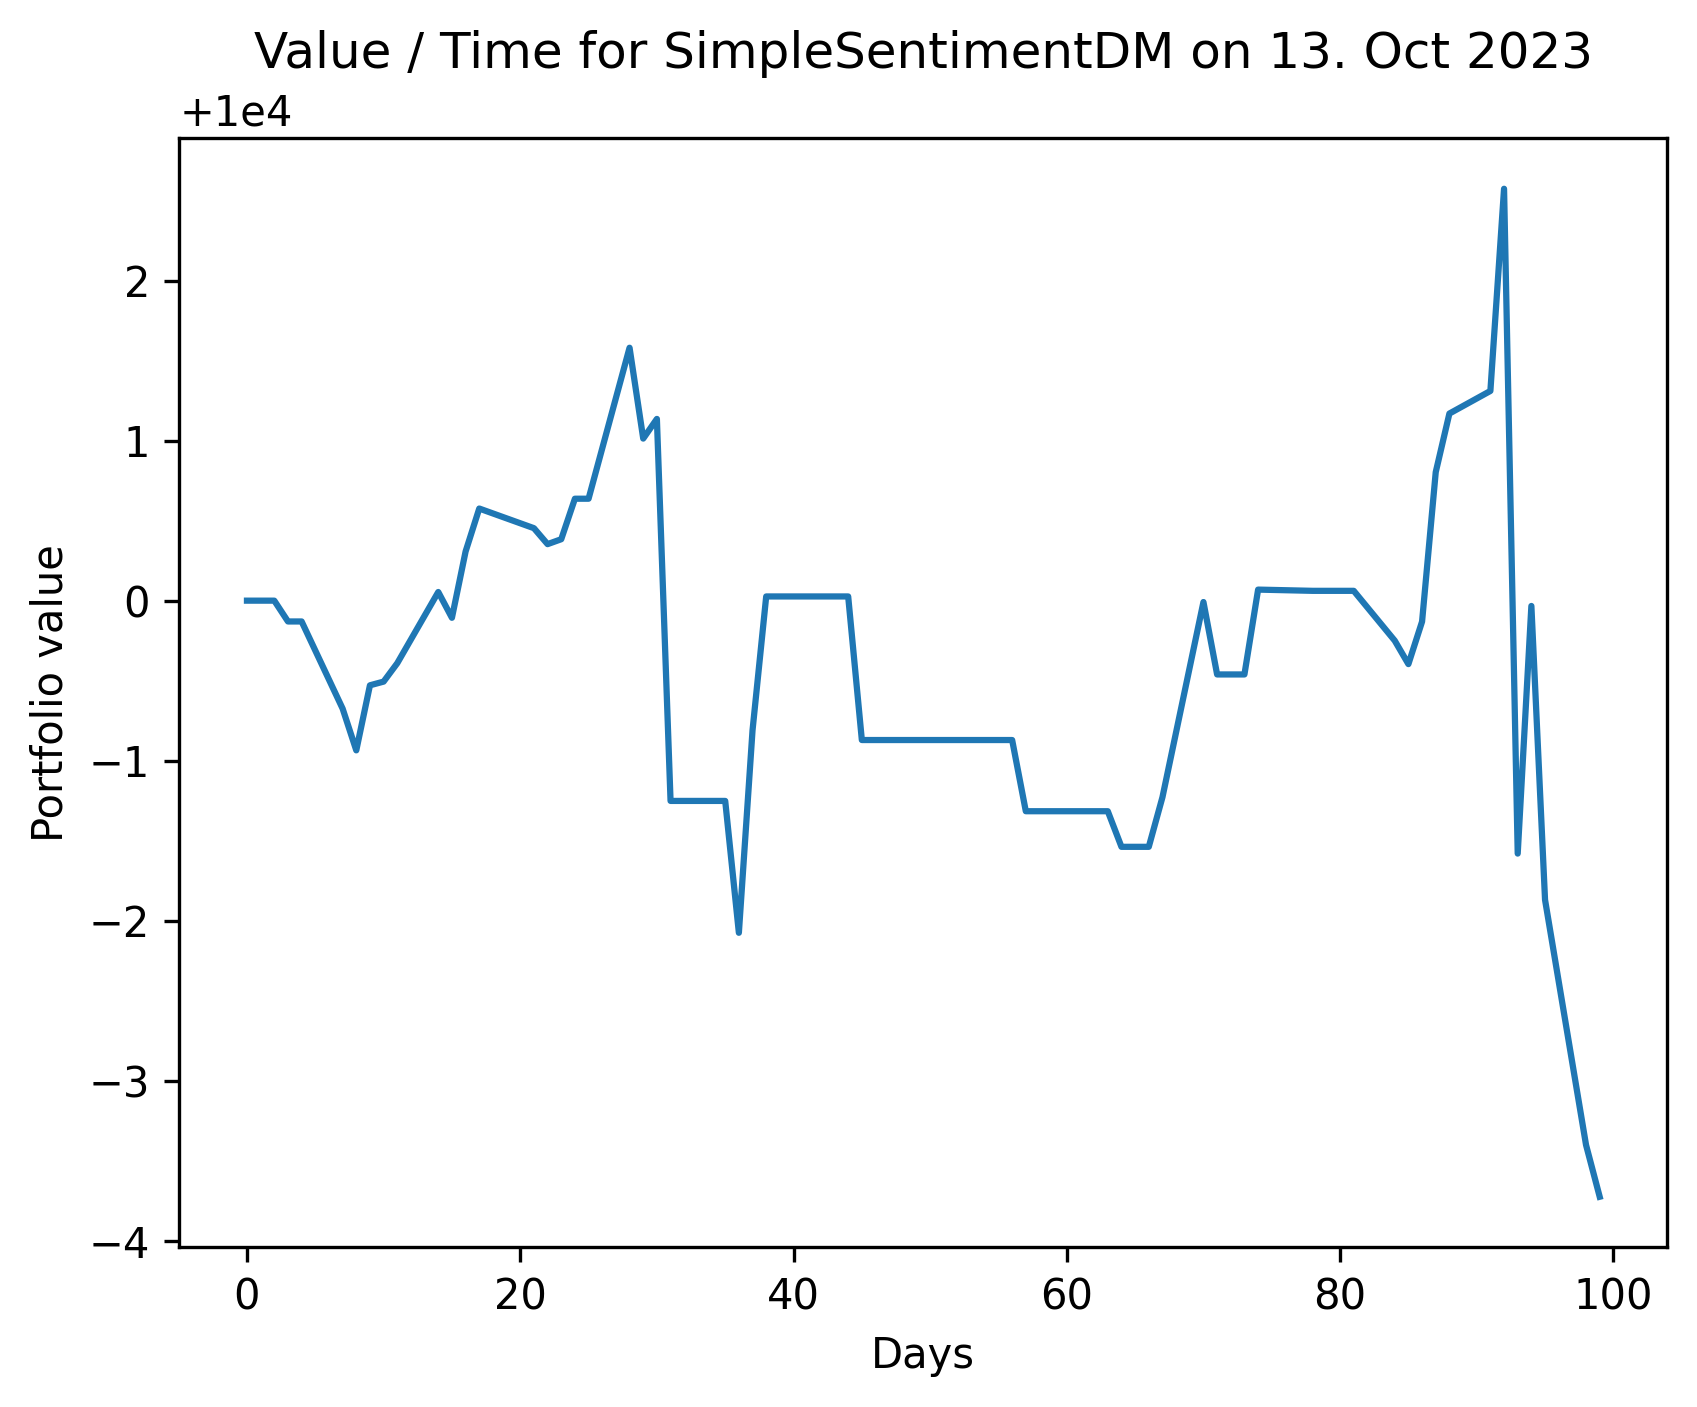 Value / Time for SimpleSentimentDM on 13. Oct 2023
+1e4
2
1
0
−1
−2
−3
−4
Portfolio value
0 20 40 60 80 100
Days